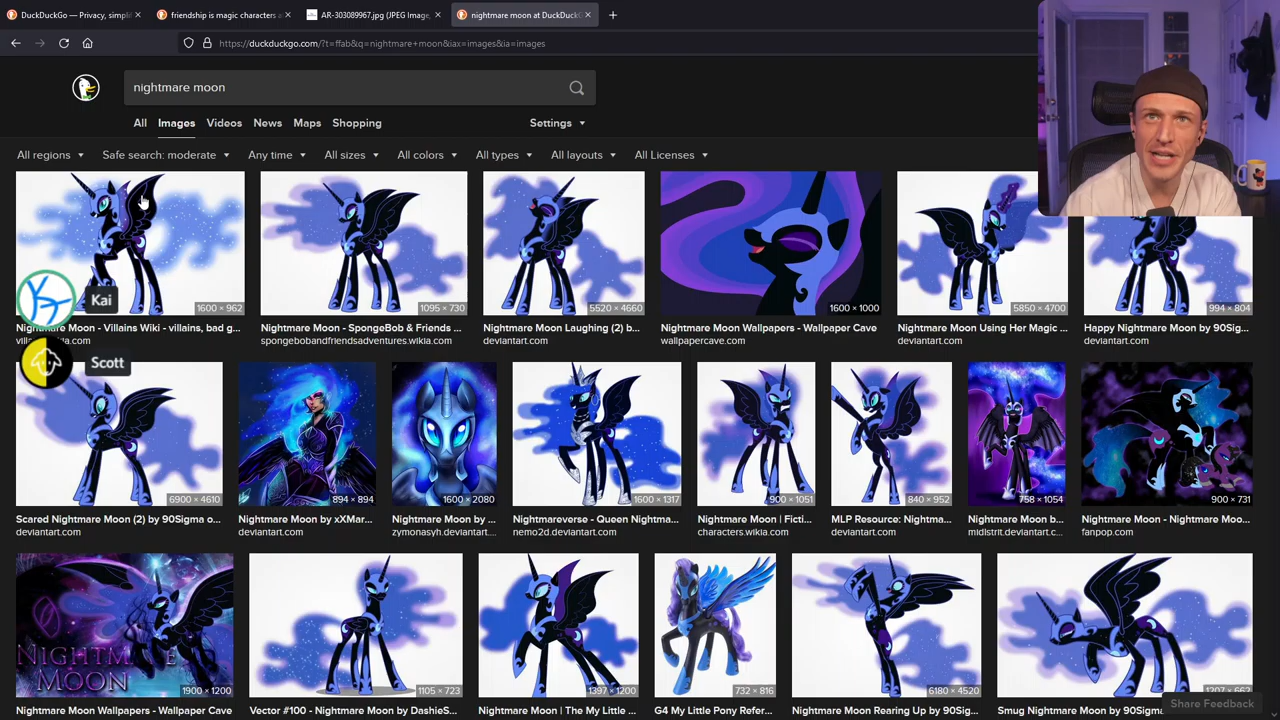 DuckDuckGo — Privacy, simplifi
friendship is magic characters a
AR-303089967.jpg (JPEG Image,
nightmare moon at DuckDuckG
https://duckduckgo.com/?t=ffab&q=nightmare+moon&iax=images&ia=images
nightmare moon
All Images Videos News Maps Shopping Settings
All regions Safe search: moderate Any time All sizes All colors All types All layouts All Licenses
1600 × 962
1095 × 730
5520 × 4660
1600 × 1000
5850 × 4700
994 × 804
Kai
Nightmare Moon - Villains Wiki - villains, bad g...
Nightmare Moon - SpongeBob & Friends ...
spongebobandfriendsadventures.wikia.com
Nightmare Moon Laughing (2) b...
deviantart.com
Nightmare Moon Wallpapers - Wallpaper Cave
wallpapercave.com
Nightmare Moon Using Her Magic ...
deviantart.com
Happy Nightmare Moon by 90Sig...
deviantart.com
Scott
6900 × 4610
894 × 894
1600 × 2080
1600 × 1317
900 × 1051
840 × 952
758 × 1054
900 × 731
Scared Nightmare Moon (2) by 90Sigma o...
deviantart.com
Nightmare Moon by xXMar...
deviantart.com
Nightmare Moon by ...
zymonasyh.deviantart...
Nightmareverse - Queen Nightma...
nemo2d.deviantart.com
Nightmare Moon | Ficti...
characters.wikia.com
MLP Resource: Nightma...
deviantart.com
Nightmare Moon b...
midlstrit.deviantart.c...
Nightmare Moon - Nightmare Moo...
fanpop.com
NIGHTMARE
MOON
1900 × 1200
1105 × 723
1397 × 1200
732 × 816
6180 × 4520
1207 × 662
Share Feedback
Nightmare Moon Wallpapers - Wallpaper Cave
Vector #100 - Nightmare Moon by DashieS...
Nightmare Moon | The My Little ...
G4 My Little Pony Refer...
Nightmare Moon Rearing Up by 90Sig...
Smug Nightmare Moon by 90Sigma